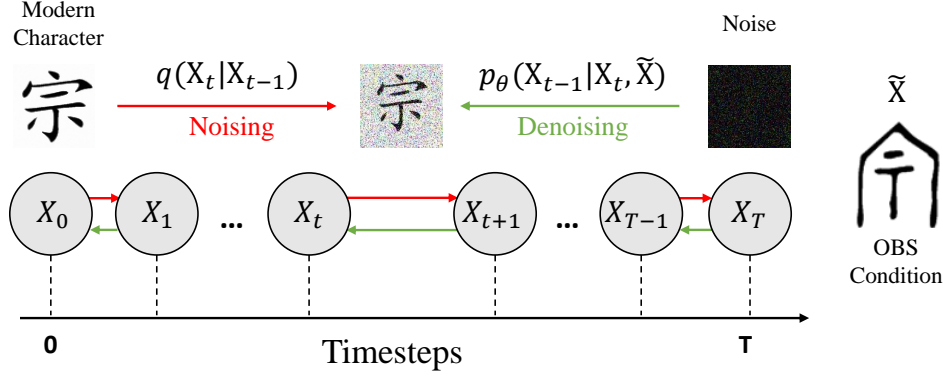 Modern
Character
Noise
宗
q(X_t|X_{t-1})
Noising
宗
p_θ(X_{t-1}|X_t, X̃)
Denoising
X̃
X_0
X_1
...
X_t
X_{t+1}
...
X_{T-1}
X_T
OBS
Condition
0
Timesteps
T